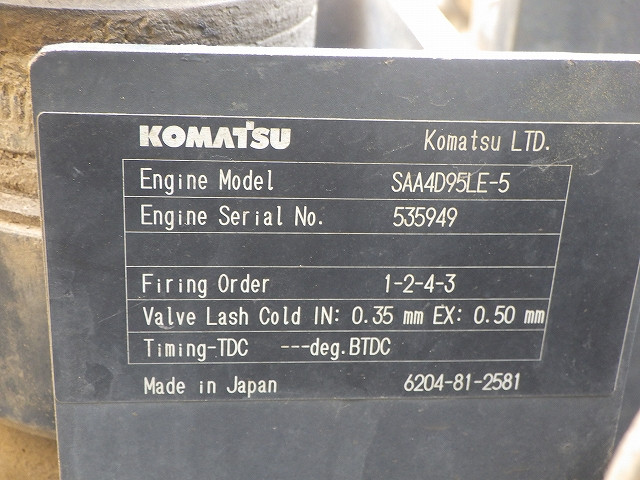 KOMATSU Komatsu LTD.
Engine Model SAA4D95LE-5
Engine Serial No. 535949
Firing Order 1-2-4-3
Valve Lash Cold IN: 0.35 mm EX: 0.50 mm
Timing-TDC ---deg.BTDC
Made in Japan 6204-81-2581